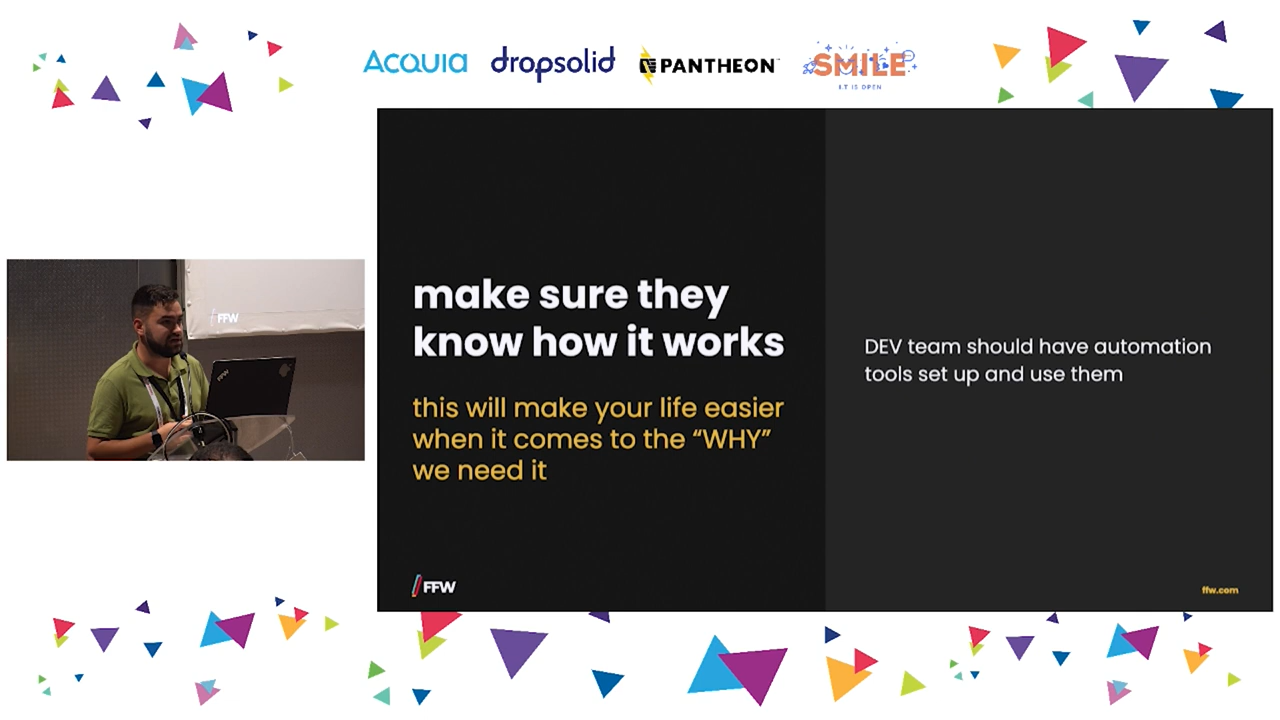 ACQUIA
dropsolid
PANTHEON
SMILE
I.T IS OPEN
make sure they
know how it works
this will make your life easier
when it comes to the “WHY”
we need it
DEV team should have automation
tools set up and use them
FFW
ffw.com
FFW
FFW